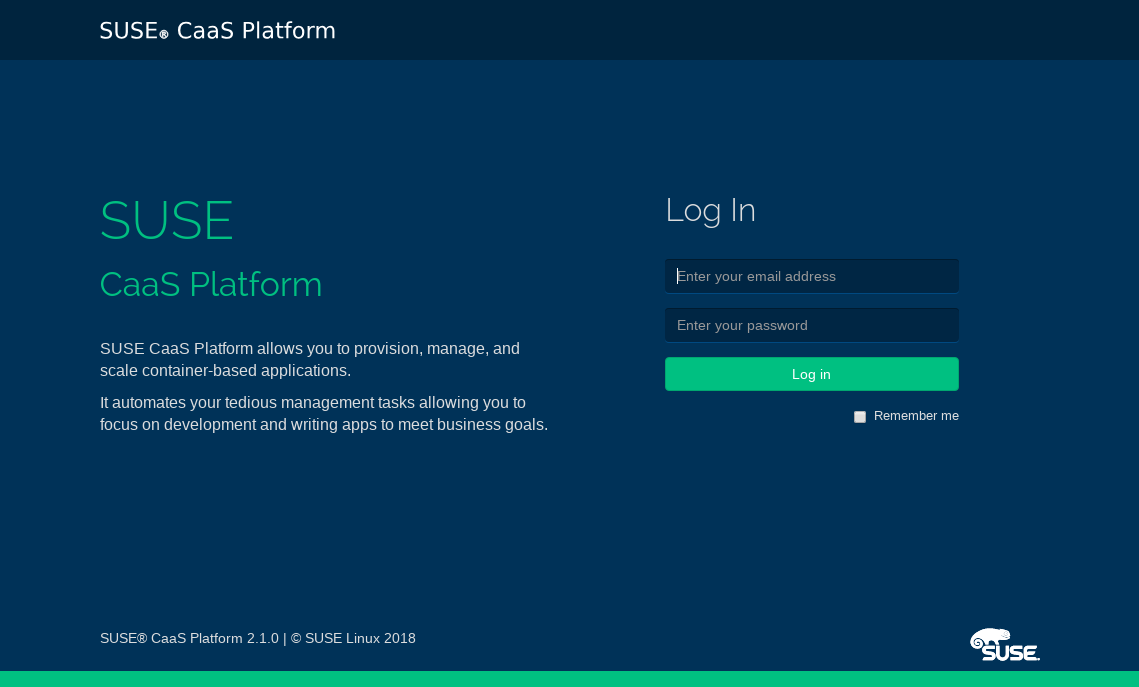 SUSE® CaaS Platform
SUSE
CaaS Platform
SUSE CaaS Platform allows you to provision, manage, and
scale container-based applications.
It automates your tedious management tasks allowing you to
focus on development and writing apps to meet business goals.
Log In
Enter your email address
Enter your password
Log in
Remember me
SUSE® CaaS Platform 2.1.0 | © SUSE Linux 2018
SUSE